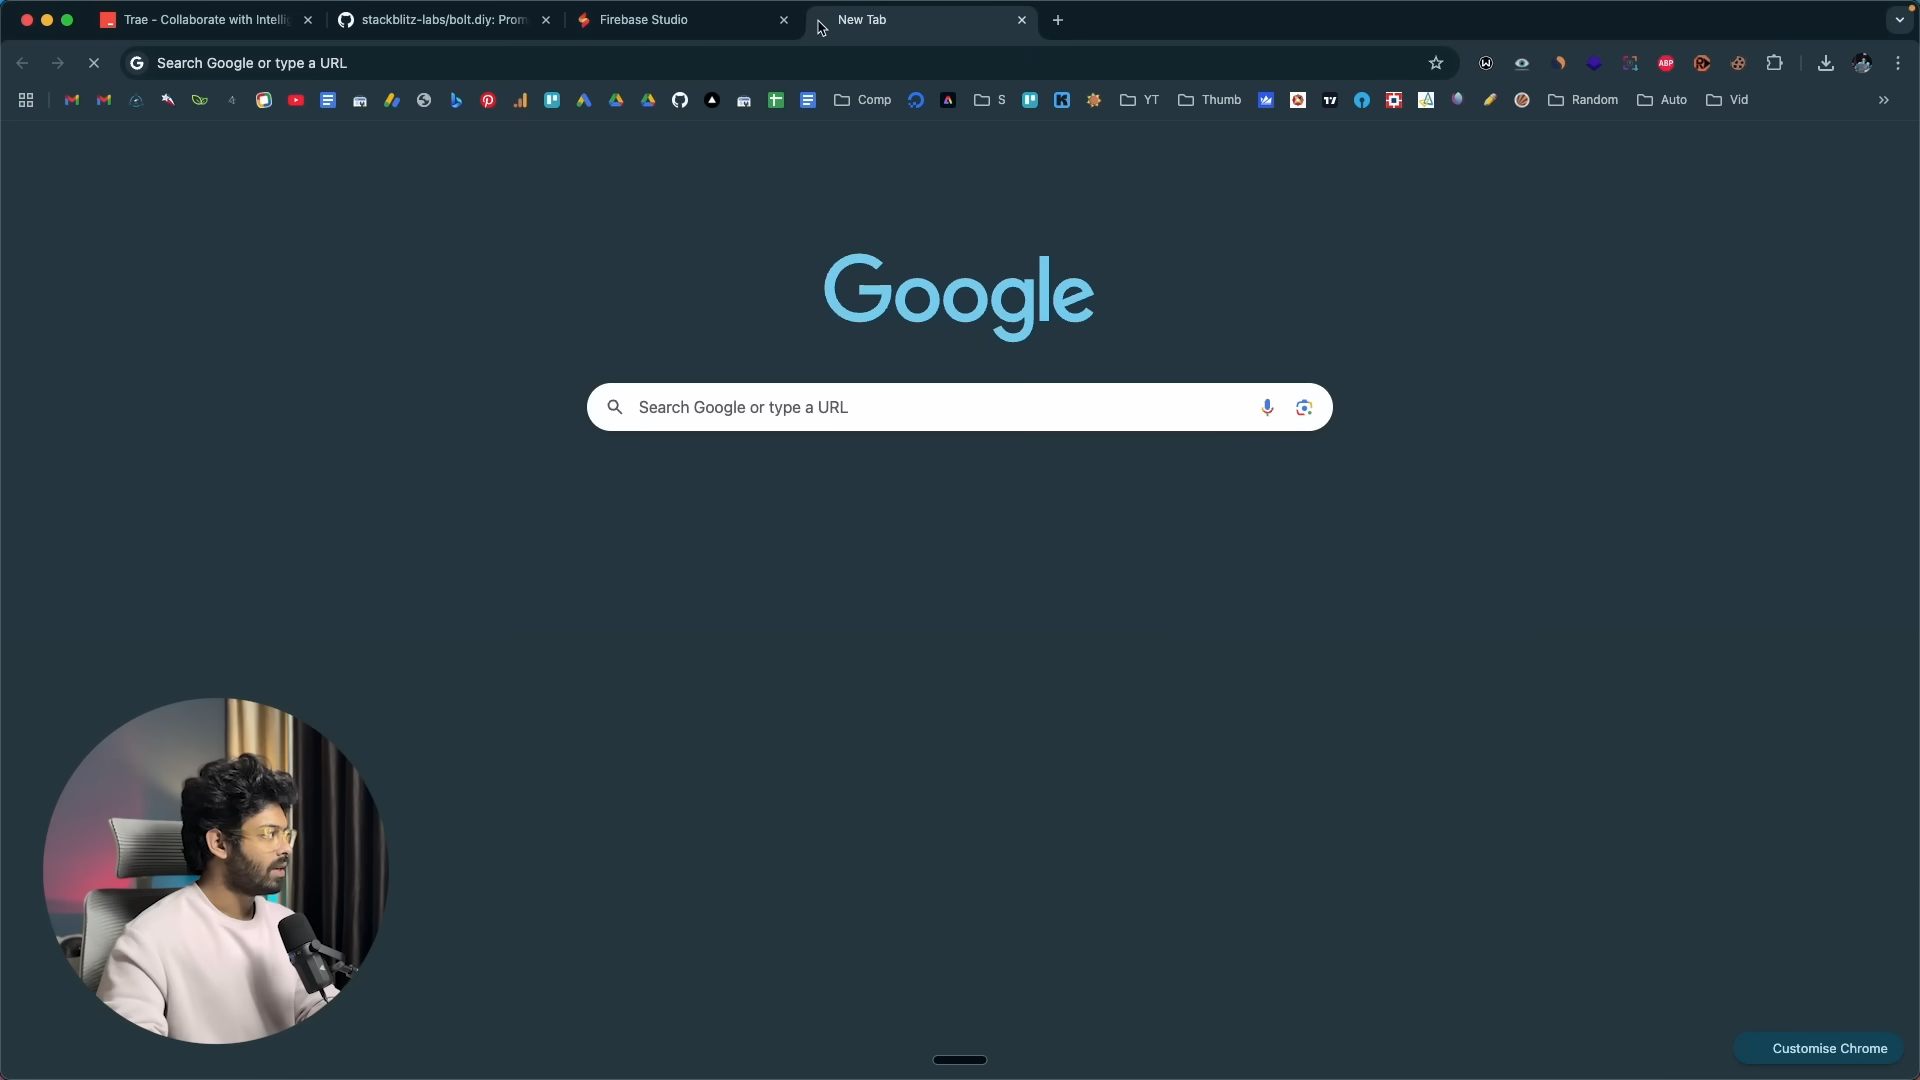 Trae - Collaborate with Intelli
stackblitz-labs/bolt.diy: Prom
Firebase Studio
New Tab
Search Google or type a URL
ABP
Comp
S
YT
Thumb
Random
Auto
Vid
Google
Search Google or type a URL
Customise Chrome